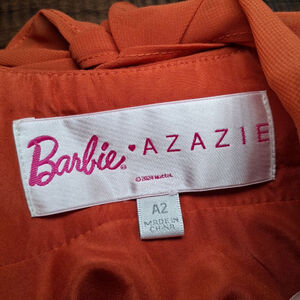 Barbie • AZAZIE
©2024 Mattel
A2
MADE IN
CHINA